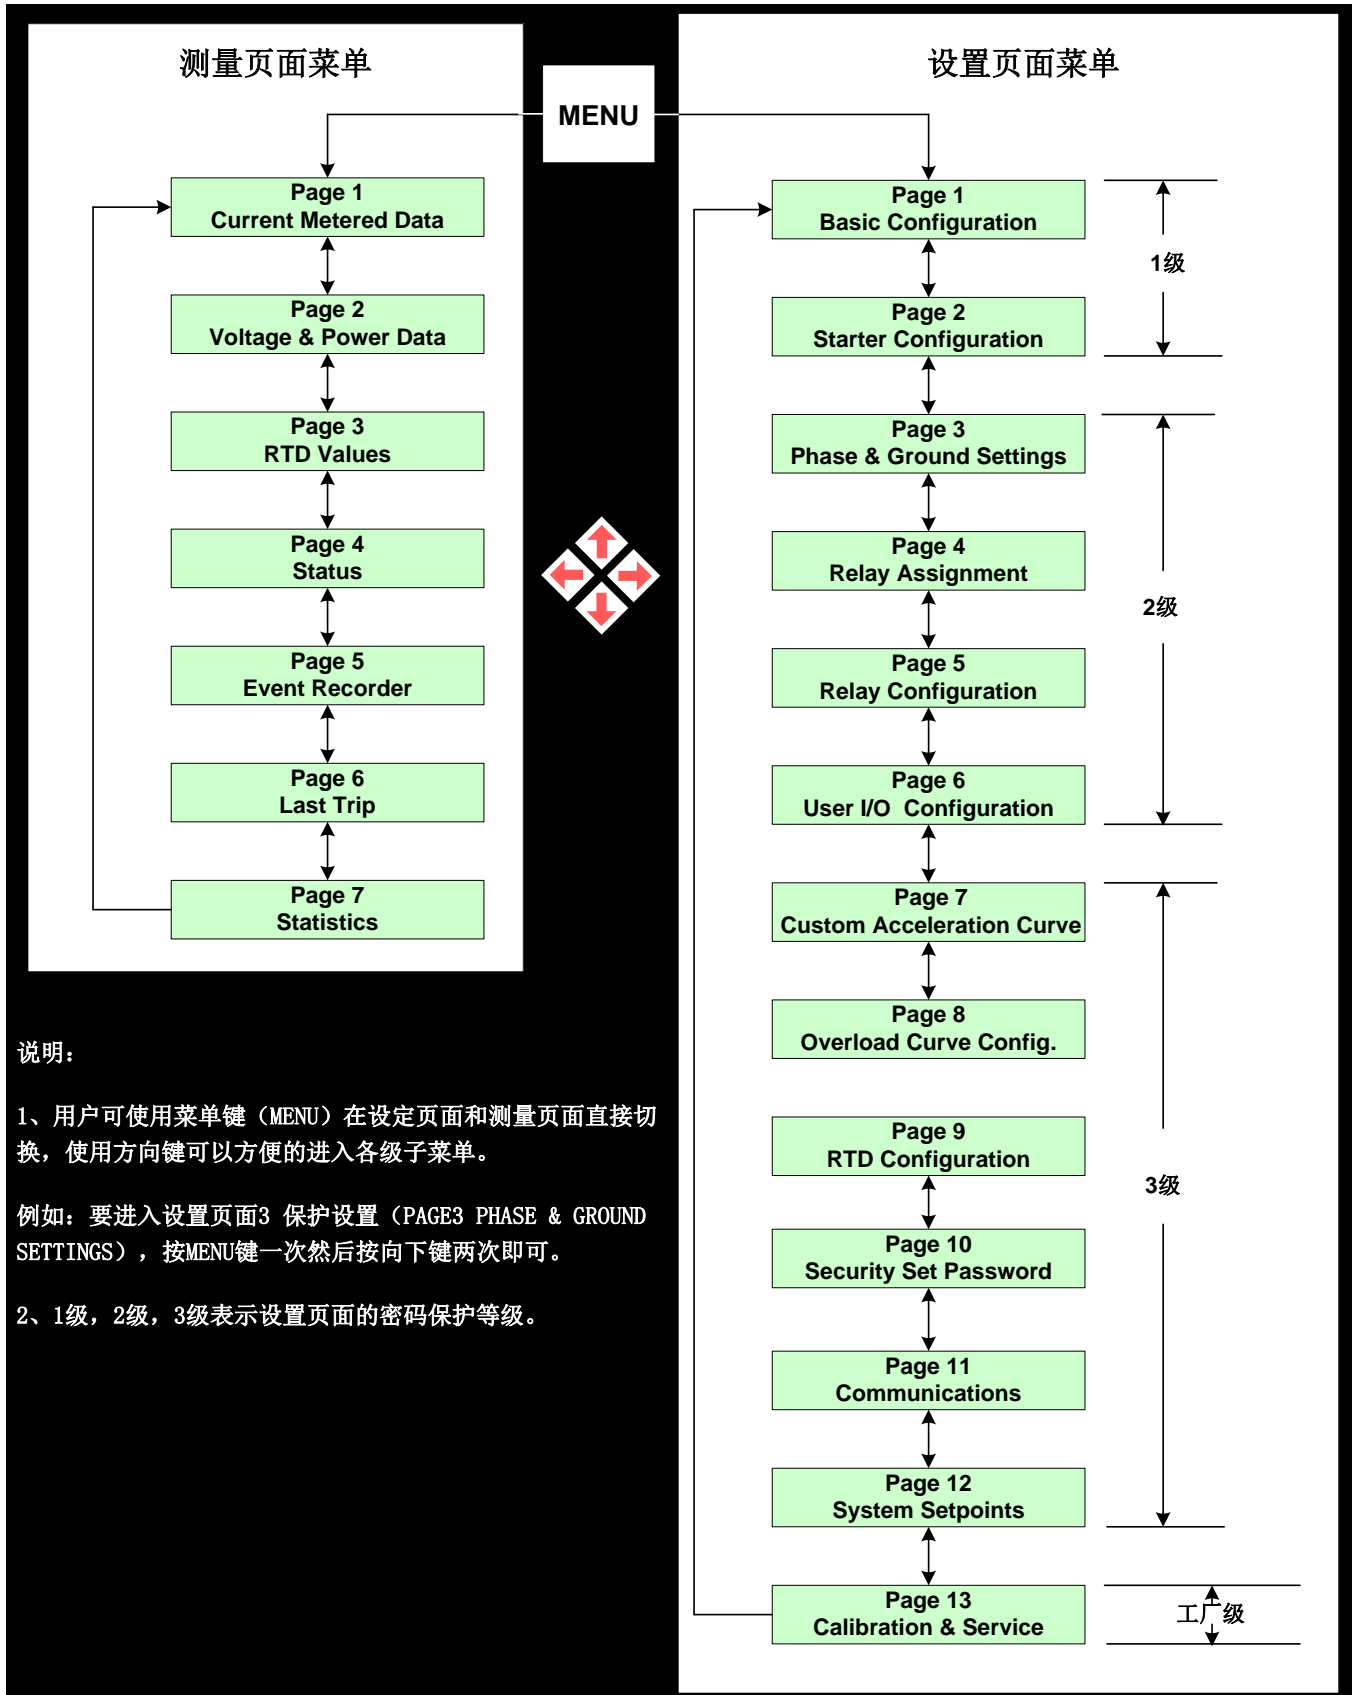 测量页面菜单
MENU
设置页面菜单
Page 1
Current Metered Data
Page 2
Voltage & Power Data
Page 3
RTD Values
Page 4
Status
Page 5
Event Recorder
Page 6
Last Trip
Page 7
Statistics
Page 1
Basic Configuration
Page 2
Starter Configuration
1级
Page 3
Phase & Ground Settings
Page 4
Relay Assignment
Page 5
Relay Configuration
Page 6
User I/O Configuration
2级
Page 7
Custom Acceleration Curve
Page 8
Overload Curve Config.
Page 9
RTD Configuration
Page 10
Security Set Password
Page 11
Communications
Page 12
System Setpoints
3级
Page 13
Calibration & Service
工厂级
说明：
1、用户可使用菜单键（MENU）在设定页面和测量页面直接切
换，使用方向键可以方便的进入各级子菜单。
例如：要进入设置页面3 保护设置（PAGE3 PHASE & GROUND
SETTINGS），按MENU键一次然后按向下键两次即可。
2、1级，2级，3级表示设置页面的密码保护等级。